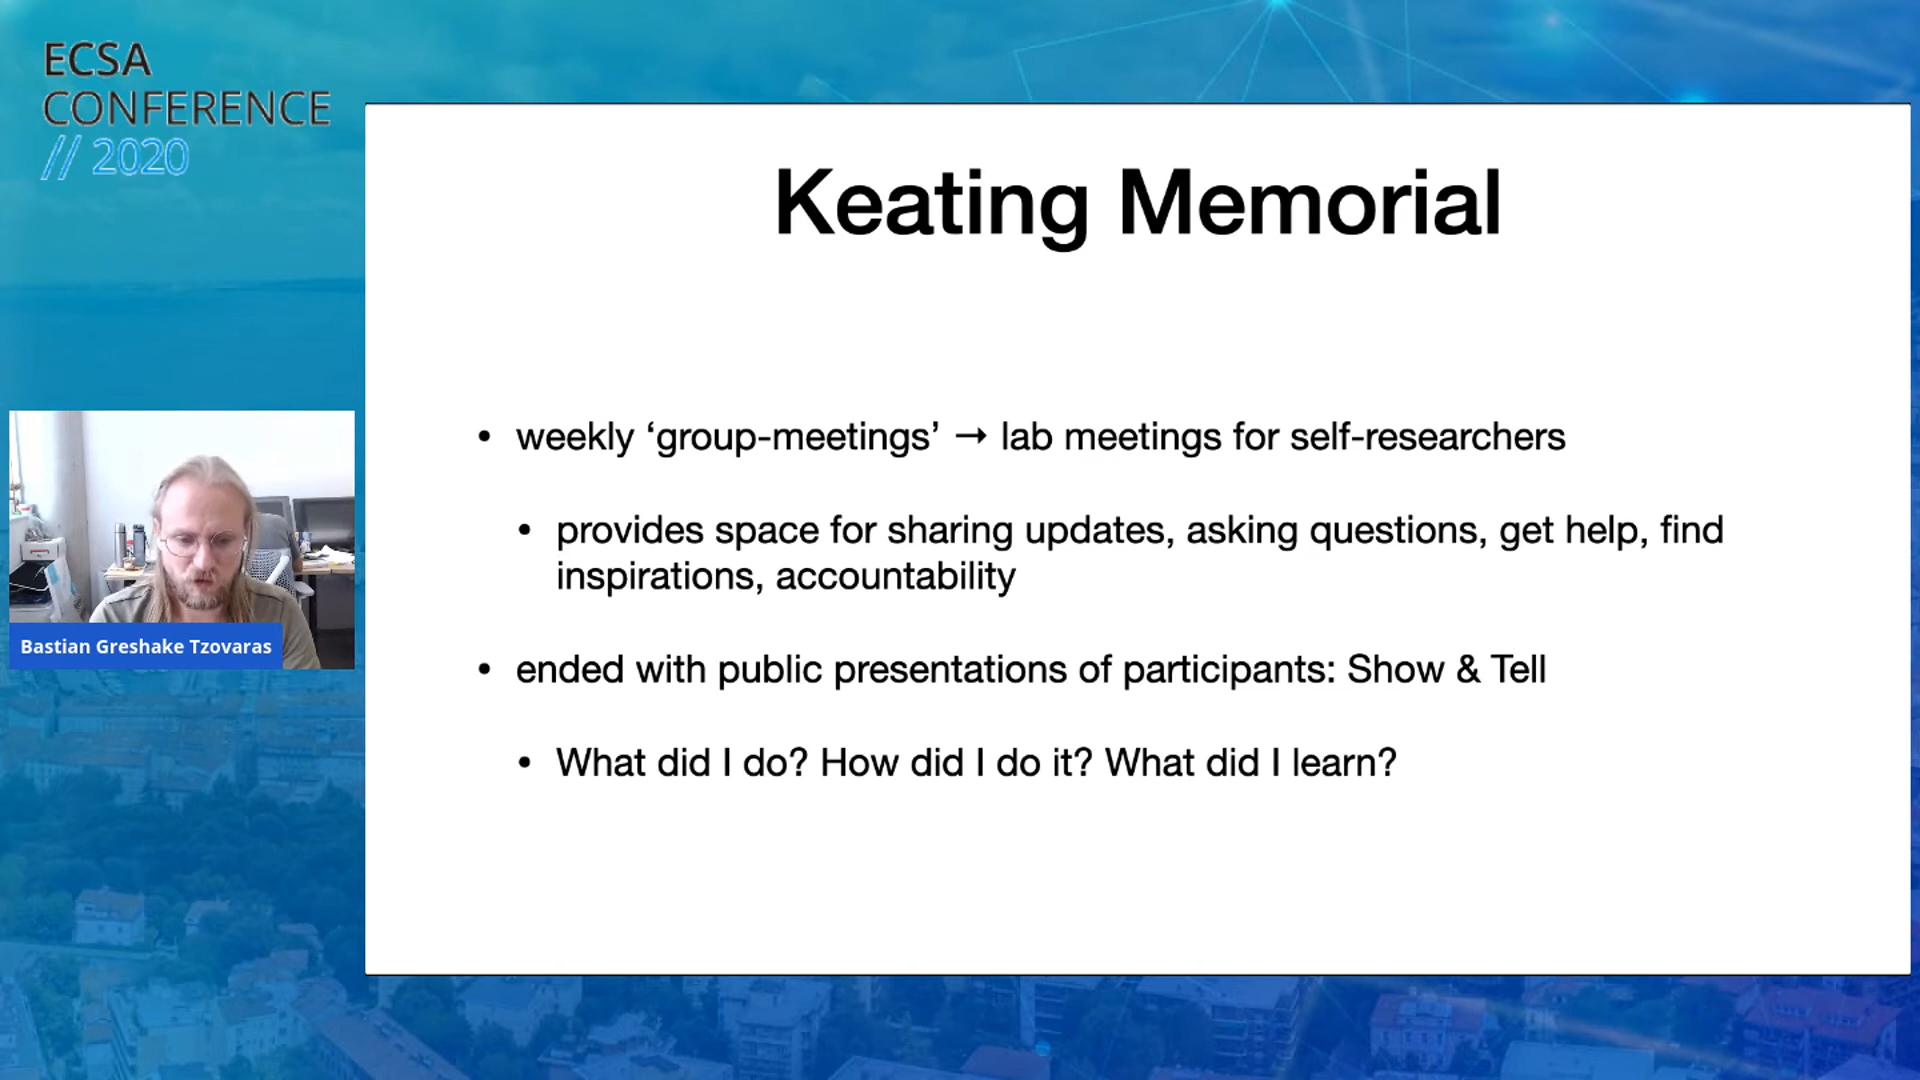 ECSA
CONFERENCE
// 2020
Keating Memorial
• weekly ‘group-meetings’ → lab meetings for self-researchers
• provides space for sharing updates, asking questions, get help, find
inspirations, accountability
• ended with public presentations of participants: Show & Tell
• What did I do? How did I do it? What did I learn?
Bastian Greshake Tzovaras